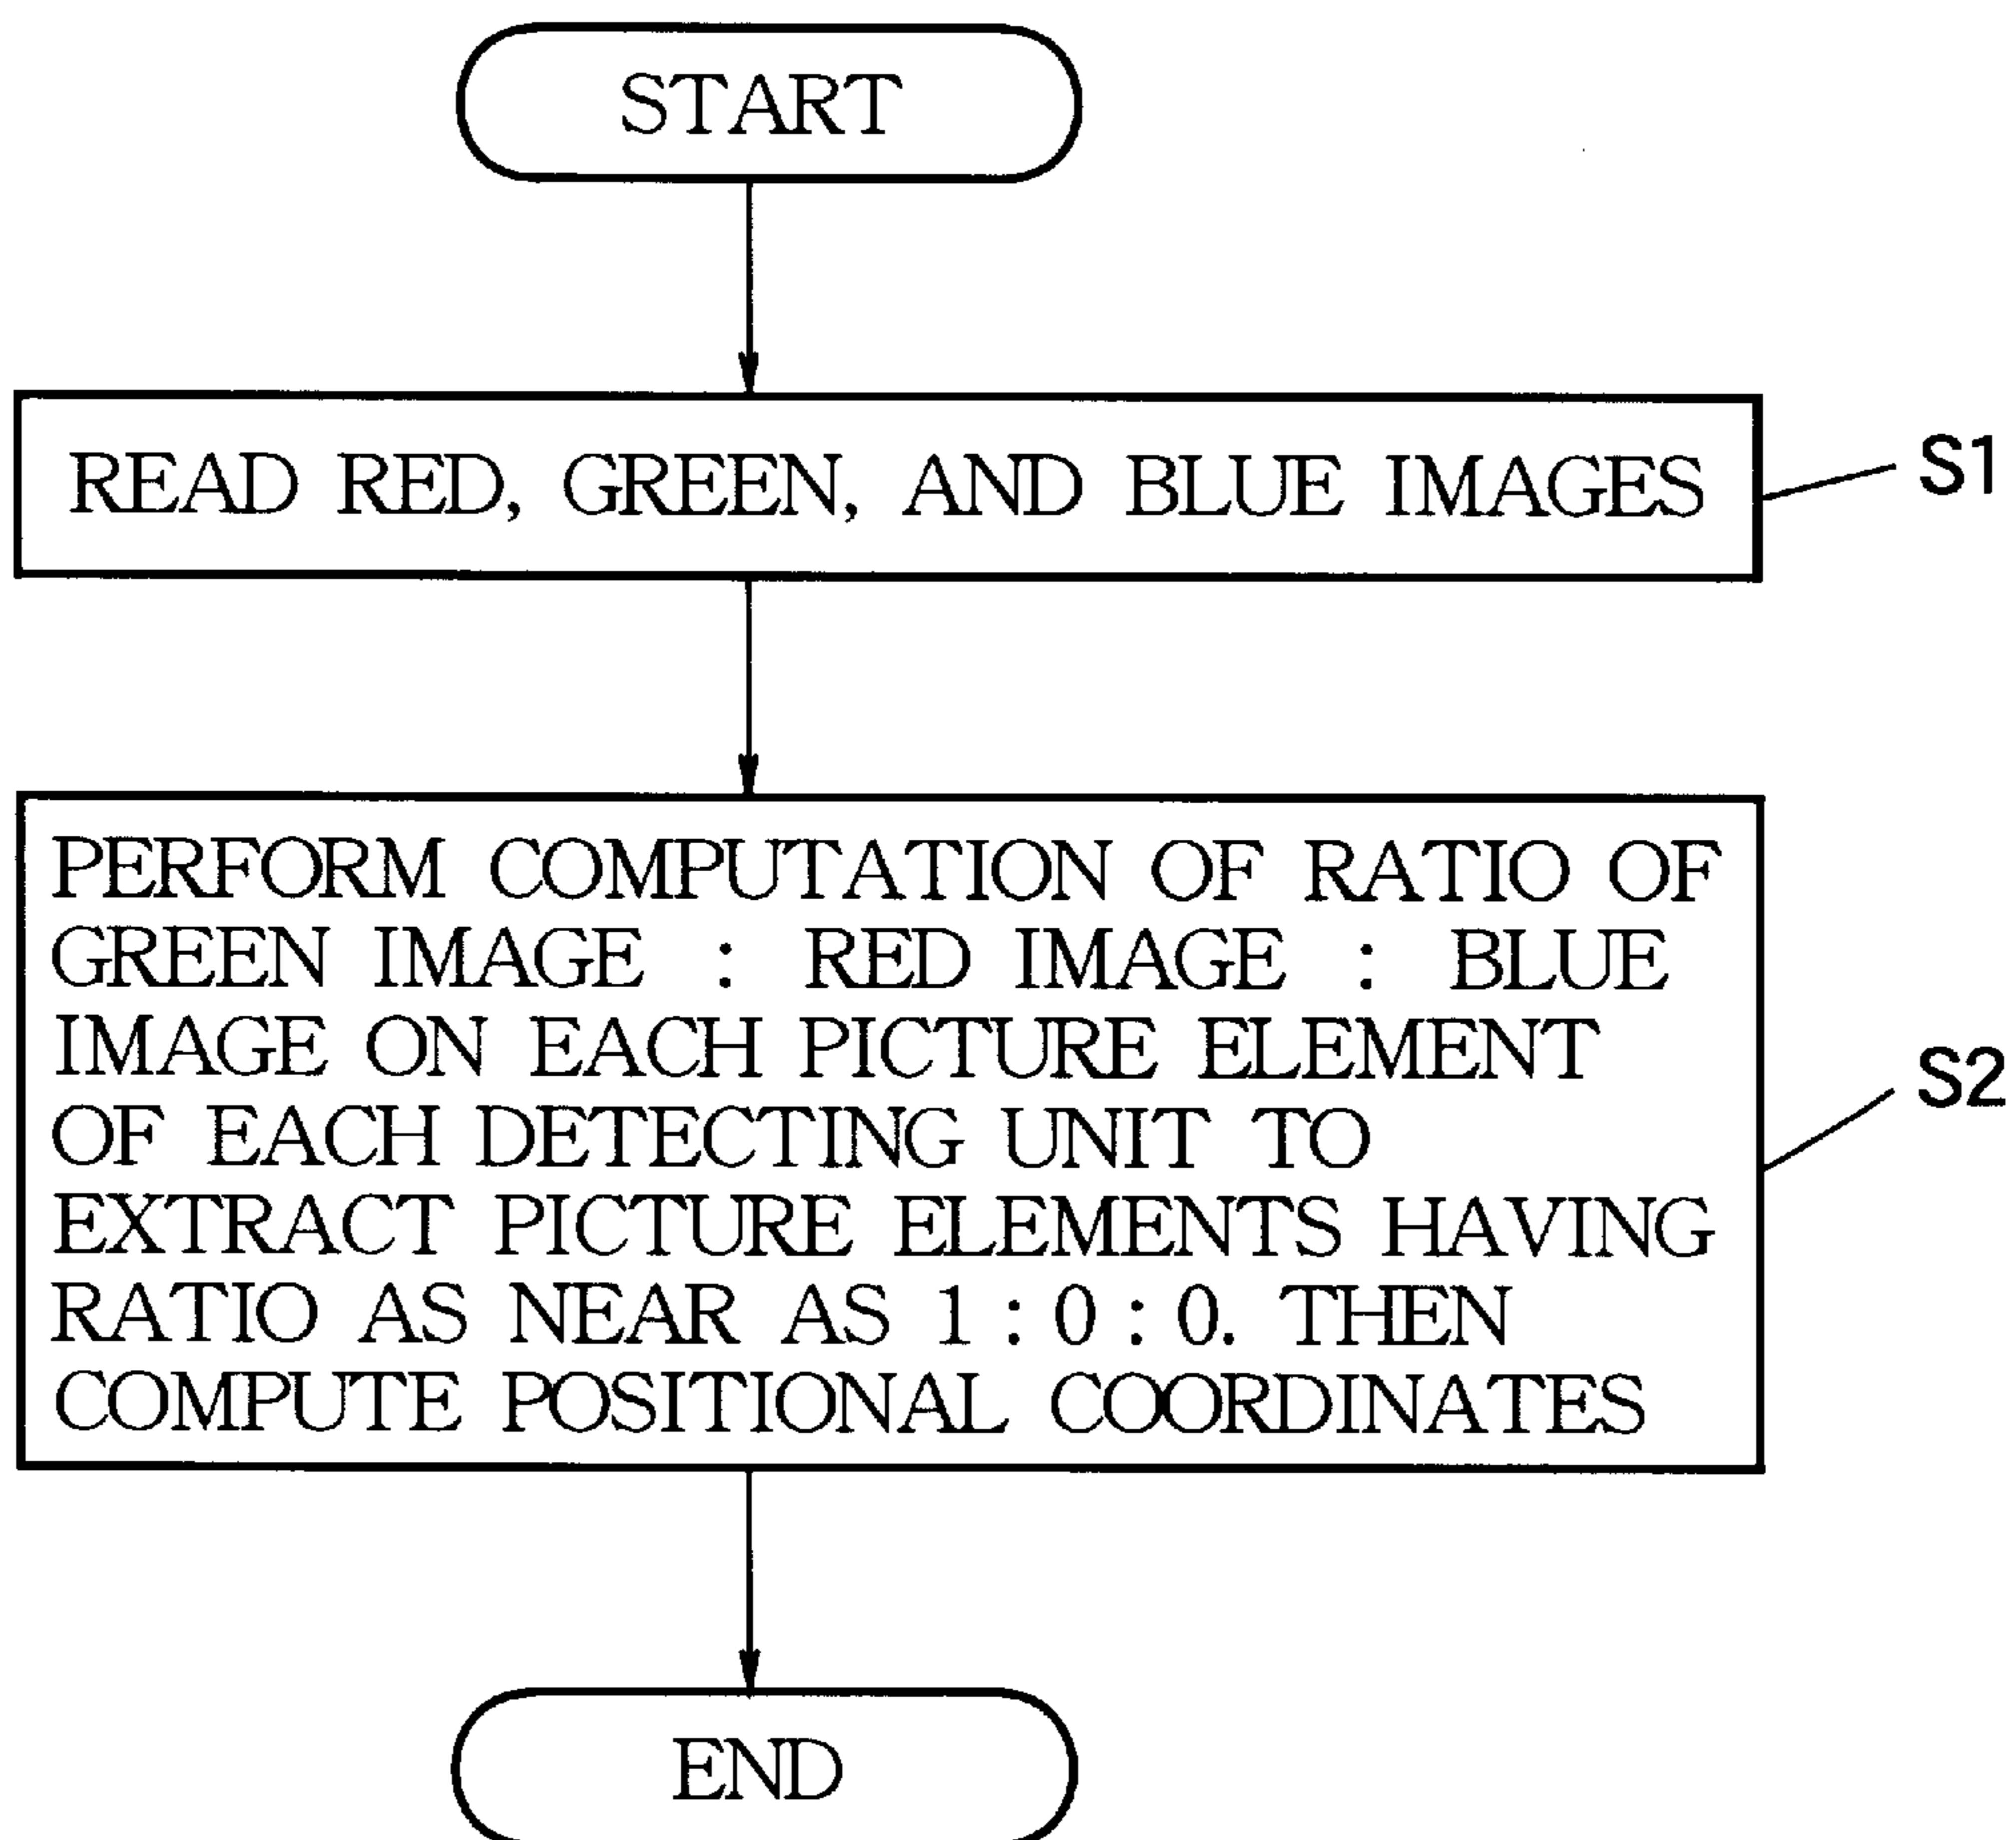 START
READ RED, GREEN, AND BLUE IMAGES
S1
PERFORM COMPUTATION OF RATIO OF
GREEN IMAGE : RED IMAGE : BLUE
IMAGE ON EACH PICTURE ELEMENT
OF EACH DETECTING UNIT TO
EXTRACT PICTURE ELEMENTS HAVING
RATIO AS NEAR AS 1 : 0 : 0. THEN
COMPUTE POSITIONAL COORDINATES
S2
END